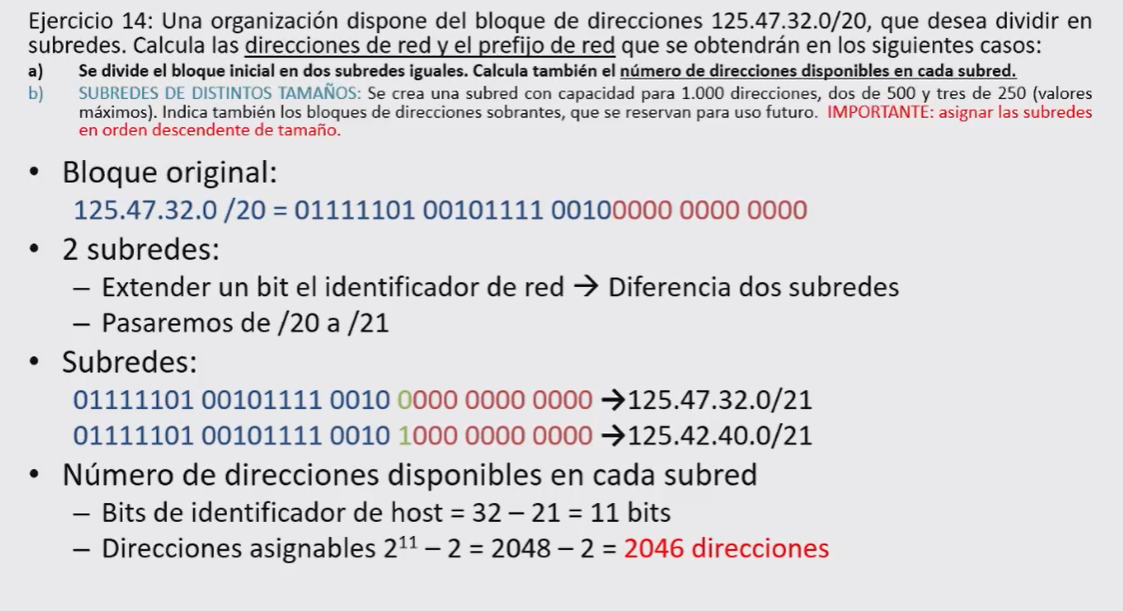 Ejercicio 14: Una organización dispone del bloque de direcciones 125.47.32.0/20, que desea dividir en
subredes. Calcula las direcciones de red y el prefijo de red que se obtendrán en los siguientes casos:
a) Se divide el bloque inicial en dos subredes iguales. Calcula también el número de direcciones disponibles en cada subred.
b) SUBREDES DE DISTINTOS TAMAÑOS: Se crea una subred con capacidad para 1.000 direcciones, dos de 500 y tres de 250 (valores
máximos). Indica también los bloques de direcciones sobrantes, que se reservan para uso futuro. IMPORTANTE: asignar las subredes
en orden descendente de tamaño.
• Bloque original:
125.47.32.0 /20 = 01111101 00101111 00100000 0000 0000
• 2 subredes:
– Extender un bit el identificador de red → Diferencia dos subredes
– Pasaremos de /20 a /21
• Subredes:
01111101 00101111 0010 0000 0000 0000 →125.47.32.0/21
01111101 00101111 0010 1000 0000 0000 →125.42.40.0/21
• Número de direcciones disponibles en cada subred
– Bits de identificador de host = 32 – 21 = 11 bits
– Direcciones asignables 2¹¹ – 2 = 2048 – 2 = 2046 direcciones